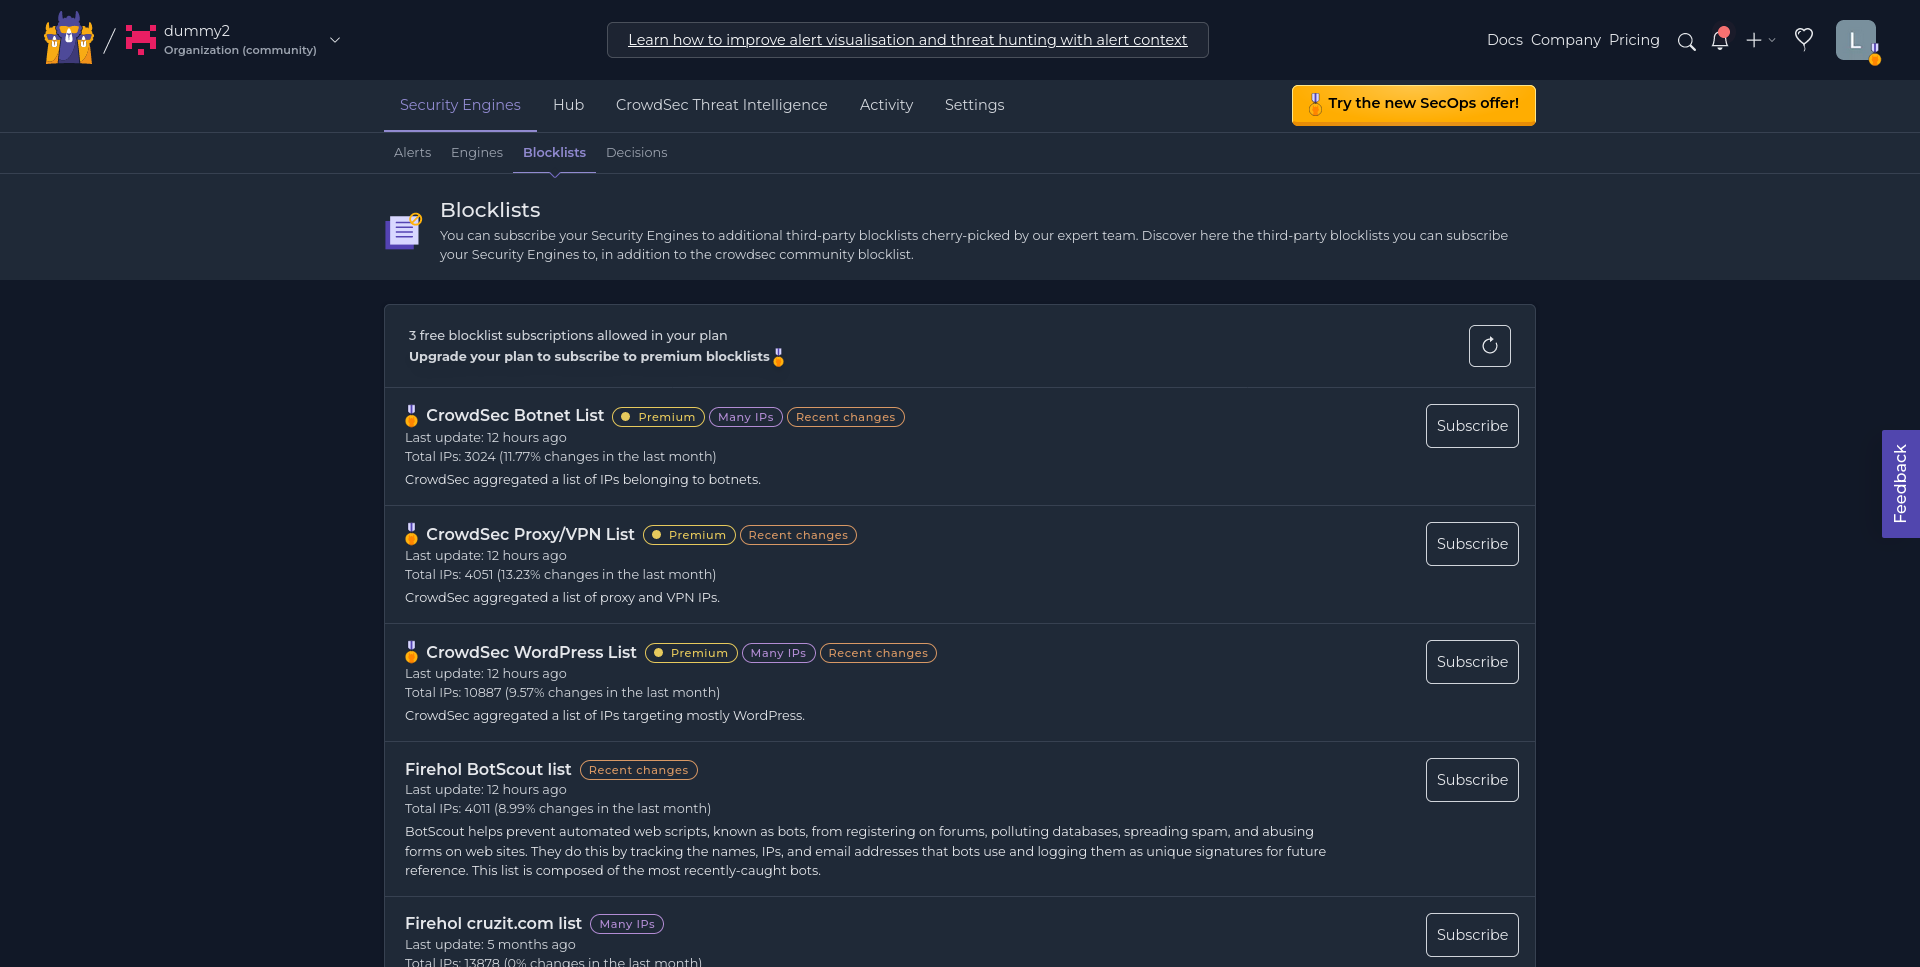 dummy2
Organization (community)
Learn how to improve alert visualisation and threat hunting with alert context
Docs Company Pricing
L
Security Engines Hub CrowdSec Threat Intelligence Activity Settings
Try the new SecOps offer!
Alerts Engines Blocklists Decisions
Blocklists
You can subscribe your Security Engines to additional third-party blocklists cherry-picked by our expert team. Discover here the third-party blocklists you can subscribe
your Security Engines to, in addition to the crowdsec community blocklist.
3 free blocklist subscriptions allowed in your plan
Upgrade your plan to subscribe to premium blocklists
CrowdSec Botnet List Premium Many IPs Recent changes
Subscribe
Last update: 12 hours ago
Total IPs: 3024 (11.77% changes in the last month)
CrowdSec aggregated a list of IPs belonging to botnets.
Feedback
CrowdSec Proxy/VPN List Premium Recent changes
Subscribe
Last update: 12 hours ago
Total IPs: 4051 (13.23% changes in the last month)
CrowdSec aggregated a list of proxy and VPN IPs.
CrowdSec WordPress List Premium Many IPs Recent changes
Subscribe
Last update: 12 hours ago
Total IPs: 10887 (9.57% changes in the last month)
CrowdSec aggregated a list of IPs targeting mostly WordPress.
Firehol BotScout list Recent changes
Subscribe
Last update: 12 hours ago
Total IPs: 4011 (8.99% changes in the last month)
BotScout helps prevent automated web scripts, known as bots, from registering on forums, polluting databases, spreading spam, and abusing
forms on web sites. They do this by tracking the names, IPs, and email addresses that bots use and logging them as unique signatures for future
reference. This list is composed of the most recently-caught bots.
Firehol cruzit.com list Many IPs
Subscribe
Last update: 5 months ago
Total IPs: 13878 (0% changes in the last month)